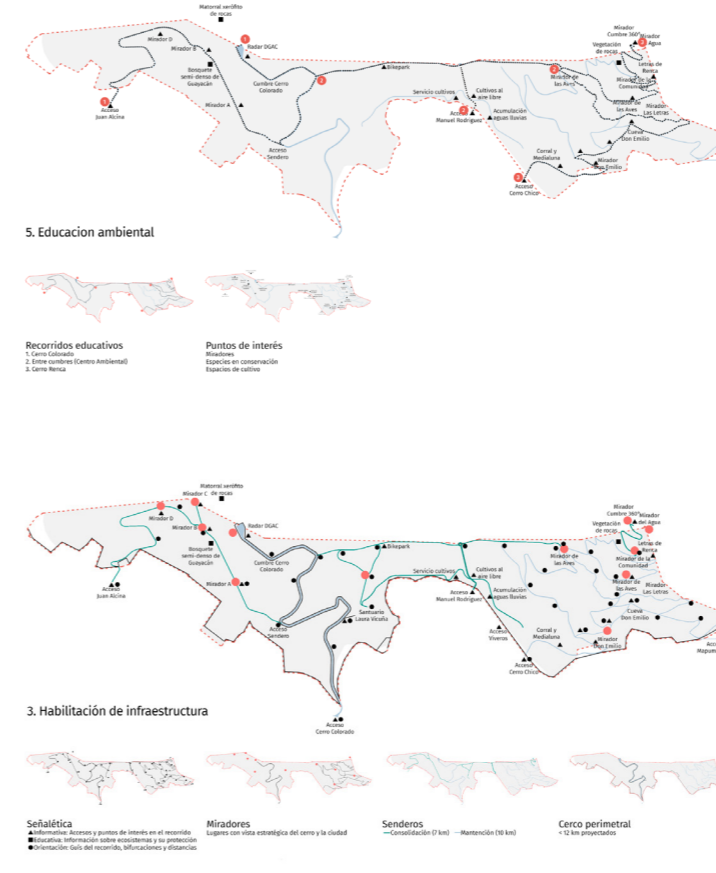 Matorral xerófito
de rocas
Mirador D
Mirador B
1
Radar DGAC
Bosquete
semi-denso de
Guayacán
Cumbre Cerro
Colorado
2
Bikepark
1
Acceso
Juan Alcina
Mirador A
Acceso
Sendero
Servicio cultivos
Cultivos al
aire libre
Acumulación
aguas lluvias
Manuel Rodríguez
Mirador
Cumbre 360°
Mirador
Agua
Vegetación
de rocas
Letras de
Renca
Mirador de la
Comunidad
2
Mirador de
las Aves
Mirador de
las Aves
Mirador
Las Letras
Cueva
Don Emilio
Corral y
Medialuna
Mirador
Don Emilio
Acceso
Cerro Chico
5. Educacion ambiental
Recorridos educativos
1. Cerro Colorado
2. Entre cumbres (Centro Ambiental)
3. Cerro Renca
Puntos de interés
Miradores
Especies en conservación
Espacios de cultivo
Matorral xerófito
de rocas
Mirador C
Mirador D
Mirador B
Radar DGAC
Bosquete
semi-denso de
Guayacán
Cumbre Cerro
Colorado
Bikepark
Acceso
Juan Alcina
Mirador A
Santuario
Laura Vicuña
Acceso
Sendero
Servicio cultivos
Cultivos al
aire libre
Acceso
Manuel Rodríguez
Acumulación
aguas lluvias
Acceso
Viveros
Mirador
Cumbre 360°
Mirador
del Agua
Vegetación
de rocas
Letras de
Renca
Mirador de la
Comunidad
Mirador de
las Aves
Mirador de
las Aves
Mirador
Las Letras
Cueva
Don Emilio
Corral y
Medialuna
Mirador
Don Emilio
Acceso
Cerro Chico
Acceso
Cerro Colorado
3. Habilitación de infraestructura
Señalética
Informativa: Accesos y puntos de interés en el recorrido
Educativa: Información sobre ecosistemas y su protección
Orientación: Guís del recorrido, bifurcaciones y distancias
Miradores
Lugares con vista estratégica del cerro y la ciudad
Senderos
Consolidación (7 km) Mantención (10 km)
Cerco perimetral
< 12 km proyectados